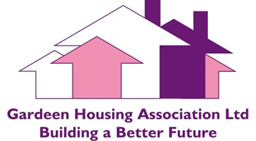 Gardeen Housing Association Ltd
Building a Better Future